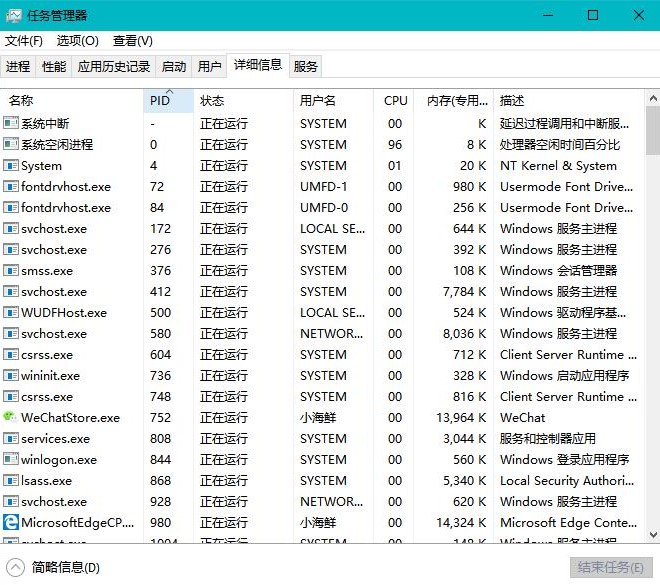 任务管理器
文件(F) 选项(O) 查看(V)
进程 性能 应用历史记录 启动 用户 详细信息 服务
名称 PID 状态 用户名 CPU 内存(专用... 描述
系统中断 - 正在运行 SYSTEM 00 K 延迟过程调用和中断服...
系统空闲进程 0 正在运行 SYSTEM 96 8 K 处理器空闲时间百分比
System 4 正在运行 SYSTEM 01 20 K NT Kernel & System
fontdrvhost.exe 72 正在运行 UMFD-1 00 980 K Usermode Font Drive...
fontdrvhost.exe 84 正在运行 UMFD-0 00 256 K Usermode Font Drive...
svchost.exe 172 正在运行 LOCAL SE... 00 644 K Windows 服务主进程
svchost.exe 276 正在运行 SYSTEM 00 392 K Windows 服务主进程
smss.exe 376 正在运行 SYSTEM 00 108 K Windows 会话管理器
svchost.exe 412 正在运行 SYSTEM 00 7,784 K Windows 服务主进程
WUDFHost.exe 500 正在运行 LOCAL SE... 00 524 K Windows 驱动程序基...
svchost.exe 580 正在运行 NETWOR... 00 8,036 K Windows 服务主进程
csrss.exe 604 正在运行 SYSTEM 00 712 K Client Server Runtime ...
wininit.exe 736 正在运行 SYSTEM 00 328 K Windows 启动应用程序
csrss.exe 748 正在运行 SYSTEM 00 816 K Client Server Runtime ...
WeChatStore.exe 752 正在运行 小海鲜 00 13,964 K WeChat
services.exe 808 正在运行 SYSTEM 00 3,044 K 服务和控制器应用
winlogon.exe 844 正在运行 SYSTEM 00 560 K Windows 登录应用程序
lsass.exe 868 正在运行 SYSTEM 00 5,340 K Local Security Authori...
svchost.exe 928 正在运行 NETWOR... 00 620 K Windows 服务主进程
MicrosoftEdgeCP.... 980 正在运行 小海鲜 00 14,324 K Microsoft Edge Conte...
svchost.exe 1004 正在运行 SYSTEM 00 148 K Windows 服务主进程
简略信息(D) 结束任务(E)